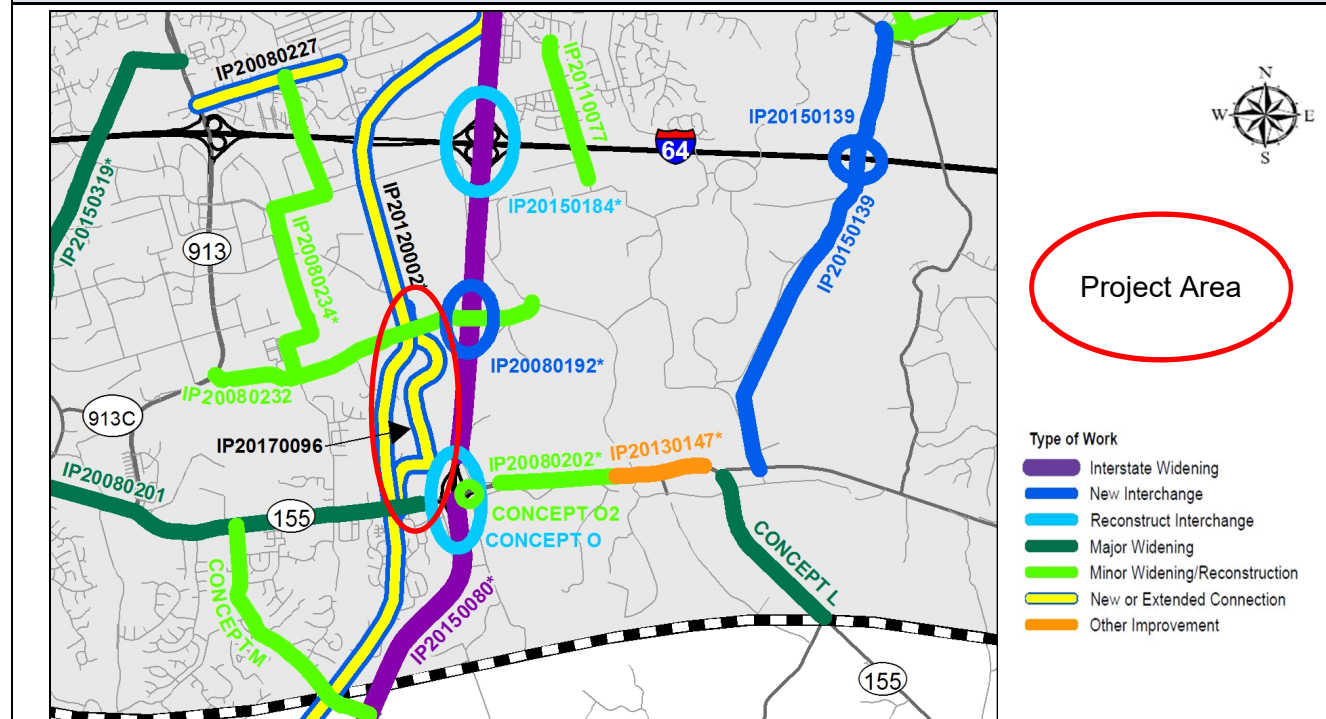 IP20080227
IP20110077
N
W
E
S
64
IP20150139
IP20150319*
IP20150184*
IP20120002*
IP20150139
913
IP20080234*
Project Area
IP20080192*
IP20080232
913C
IP20170096
Type of Work
IP20080202*
IP20130147*
Interstate Widening
IP20080201
New Interchange
155
CONCEPT O2
Reconstruct Interchange
CONCEPT O
Major Widening
CONCEPT L
Minor Widening/Reconstruction
CONCEPT M
New or Extended Connection
IP20150080*
Other Improvement
155